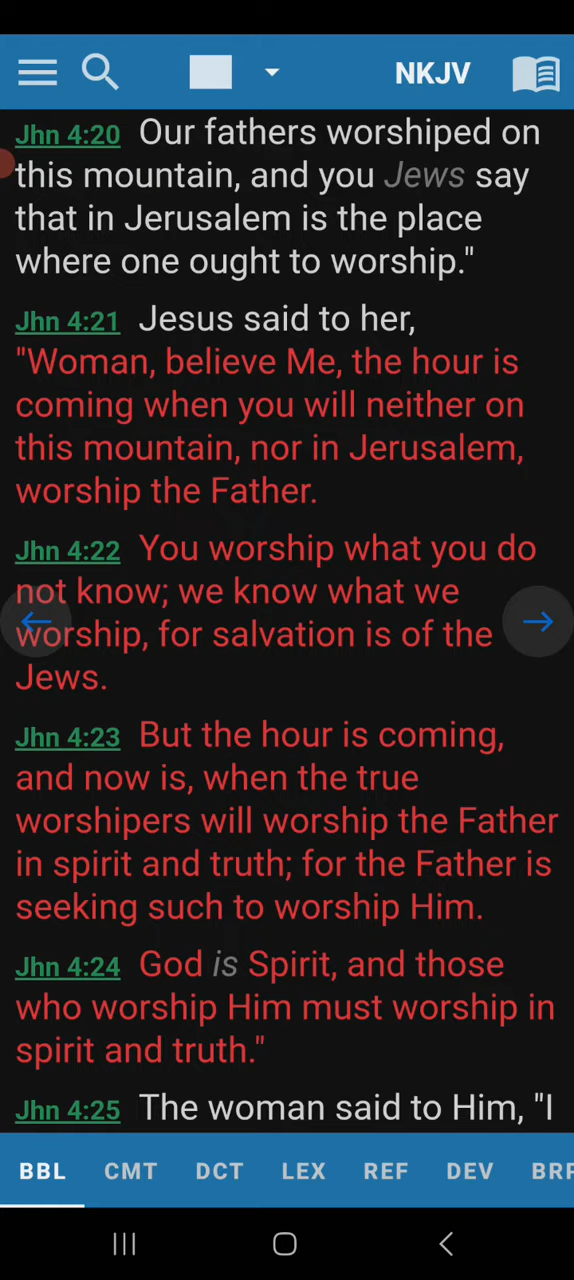 NKJV
Jhn 4:20 Our fathers worshiped on
this mountain, and you Jews say
that in Jerusalem is the place
where one ought to worship."
Jhn 4:21 Jesus said to her,
"Woman, believe Me, the hour is
coming when you will neither on
this mountain, nor in Jerusalem,
worship the Father.
Jhn 4:22 You worship what you do
not know; we know what we
worship, for salvation is of the
Jews.
Jhn 4:23 But the hour is coming,
and now is, when the true
worshipers will worship the Father
in spirit and truth; for the Father is
seeking such to worship Him.
Jhn 4:24 God is Spirit, and those
who worship Him must worship in
spirit and truth."
Jhn 4:25 The woman said to Him, "I
BBL CMT DCT LEX REF DEV BRF